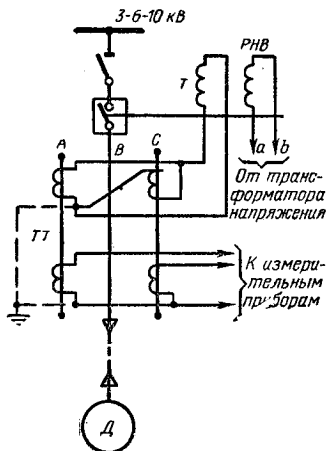 3-6-10 кВ
Т
РНВ
А
В
С
а
b
От транс-
форматора
напряжения
ТТ
К измери-
тельным
приборам
Д